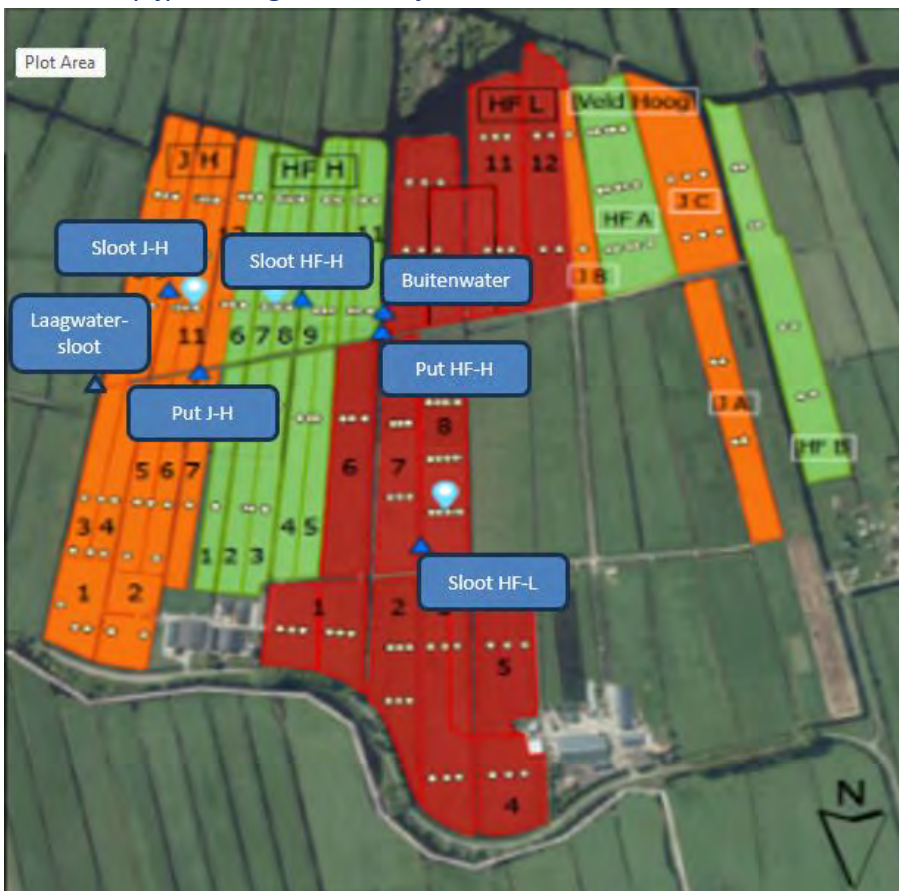 Plot Area
HF L
Veld Hoog
J H
HF H
11
12
J C
HF A
Sloot J-H
Sloot HF-H
11
Buitenwater
J B
Laagwater-
sloot
11
6
7
8
9
Put J-H
Put HF-H
8
J A
5
6
7
6
7
HF B
3
4
4
5
1
2
3
Sloot HF-L
1
2
1
2
5
4
N